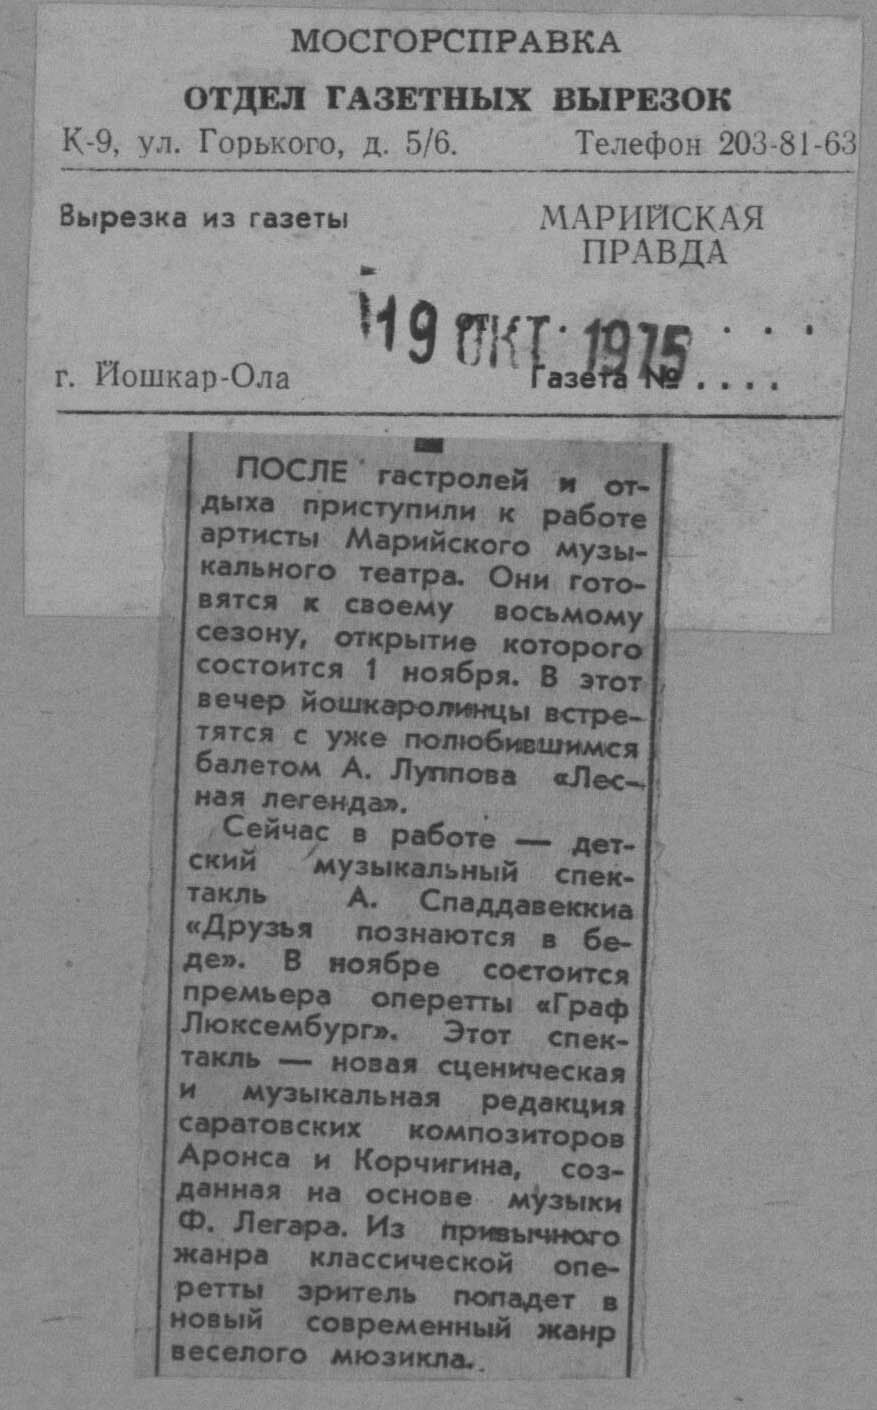 МОСГОРСПРАВКА
ОТДЕЛ ГАЗЕТНЫХ ВЫРЕЗОК
К-9, ул. Горького, д. 5/6. Телефон 203-81-63
Вырезка из газеты
МАРИЙСКАЯ
ПРАВДА
19 ОКТ. 1975
г. Йошкар-Ола
Газета № . . . .
ПОСЛЕ гастролей и от-
дыха приступили к работе
артисты Марийского музы-
кального театра. Они гото-
вятся к своему восьмому
сезону, открытие которого
состоится 1 ноября. В этот
вечер йошкаролинцы встре-
тятся с уже полюбившимся
балетом А. Луппова «Лес-
ная легенда».
Сейчас в работе — дет-
ский музыкальный спек-
такль А. Спаддавеккиа
«Друзья познаются в бе-
де». В ноябре состоится
премьера оперетты «Граф
Люксембург». Этот спек-
такль — новая сценическая
и музыкальная редакция
саратовских композиторов
Аронса и Корчигина, соз-
данная на основе музыки
Ф. Легара. Из привычного
жанра классической опе-
ретты зритель попадет в
новый современный жанр
веселого мюзикла.